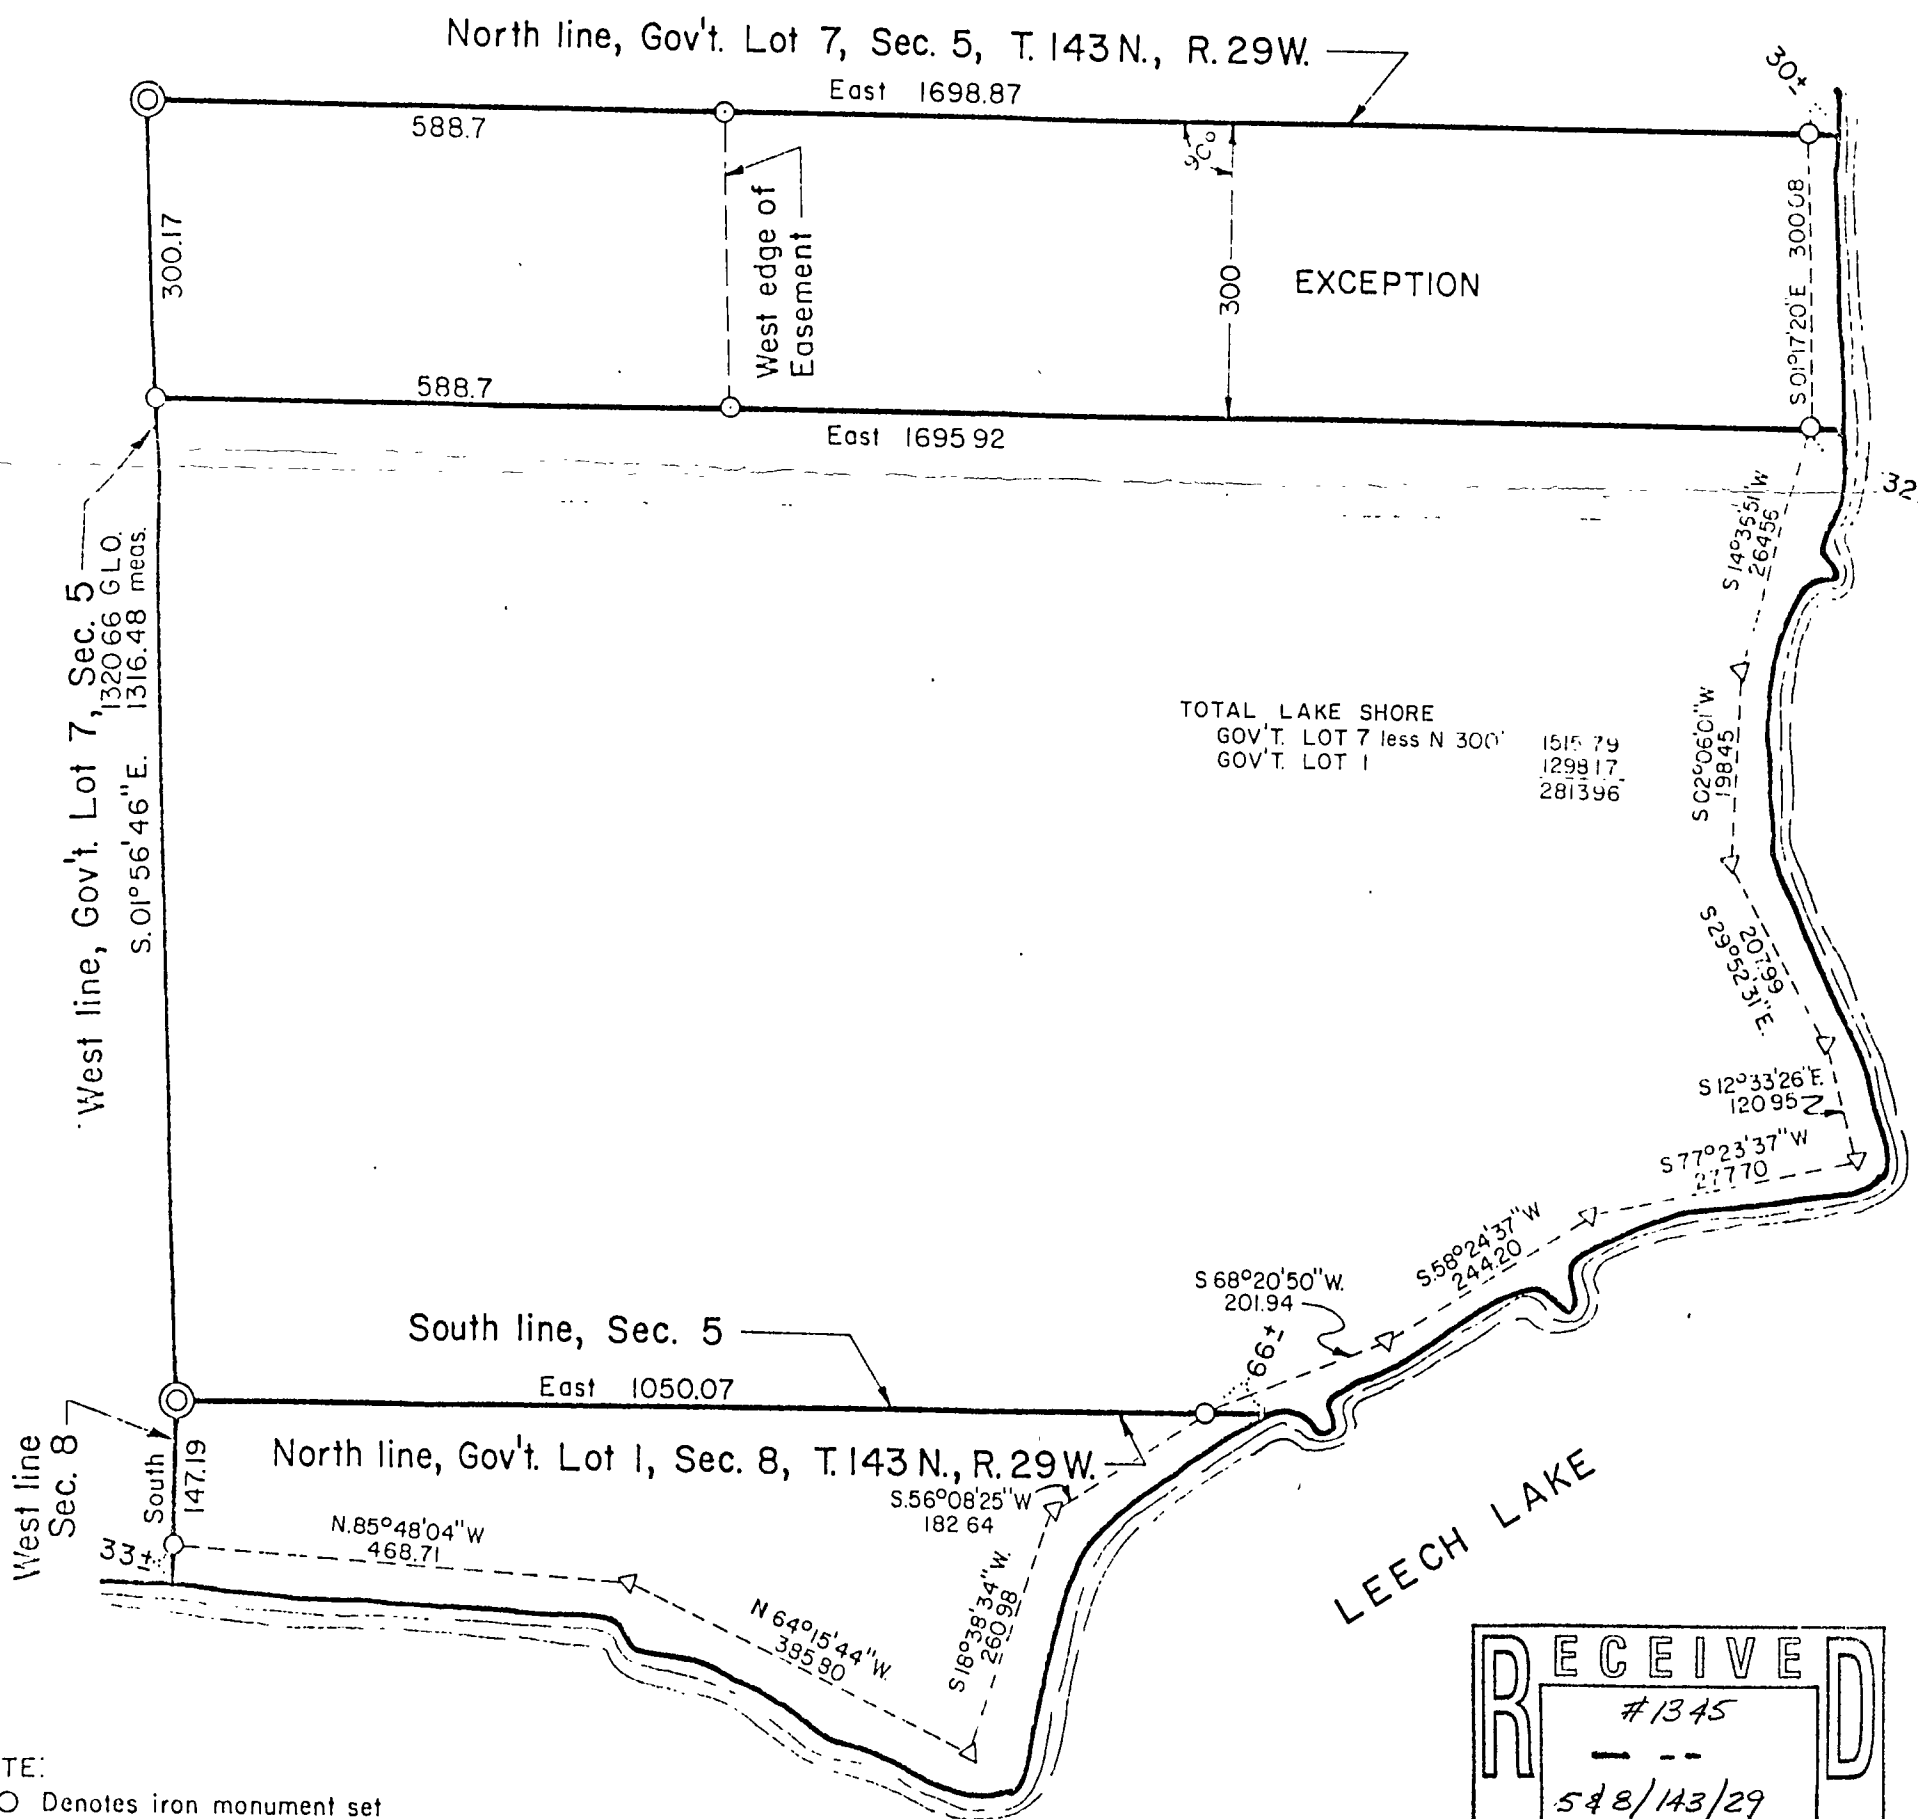 North line, Gov't. Lot 7, Sec. 5, T. 143 N., R. 29 W.
East 1698.87
30±
588.7
90°
300.17
West edge of
Easement
300
EXCEPTION
S 01°17'20"E 300 08
588.7
East 1695 92
32
West line, Gov't. Lot 7, Sec. 5
1320 66 G L O.
S. 01°56'46"E. 1316.48 meas.
S 14°36'51"W
264 56
TOTAL LAKE SHORE
GOV'T. LOT 7 less N 300' 1515 79
GOV'T. LOT 1 1298 17
2813 96
S 02°06'01"W
198 45
207.99
S 29°52'31"E.
S 12°33'26"E.
120 95
S 77°23'37"W
277 70
S. 58°24'37"W
244.20
S 68°20'50"W.
201.94
66±
South line, Sec. 5
East 1050.07
North line, Gov't. Lot 1, Sec. 8, T. 143 N., R. 29 W.
West line
Sec. 8
South
147.19
33±
S. 56°08'25"W
182 64
N. 85°48'04"W
468.71
N 64°15'44"W.
385 80
S 18°38'34"W.
260 98
LEECH LAKE
RECEIVED
#1345
5&8/143/29
TE:
O Denotes iron monument set